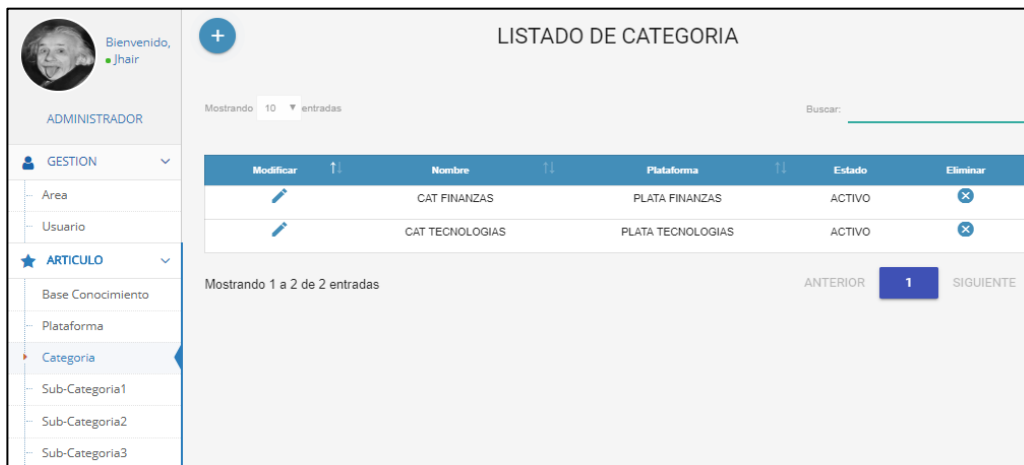 Bienvenido,
Jhair
ADMINISTRADOR
GESTION
Area
Usuario
ARTICULO
Base Conocimiento
Plataforma
Categoria
Sub-Categoria1
Sub-Categoria2
Sub-Categoria3
LISTADO DE CATEGORIA
Mostrando 10 entradas
Buscar:
Modificar Nombre Plataforma Estado Eliminar
CAT FINANZAS PLATA FINANZAS ACTIVO
CAT TECNOLOGIAS PLATA TECNOLOGIAS ACTIVO
Mostrando 1 a 2 de 2 entradas
ANTERIOR 1 SIGUIENTE